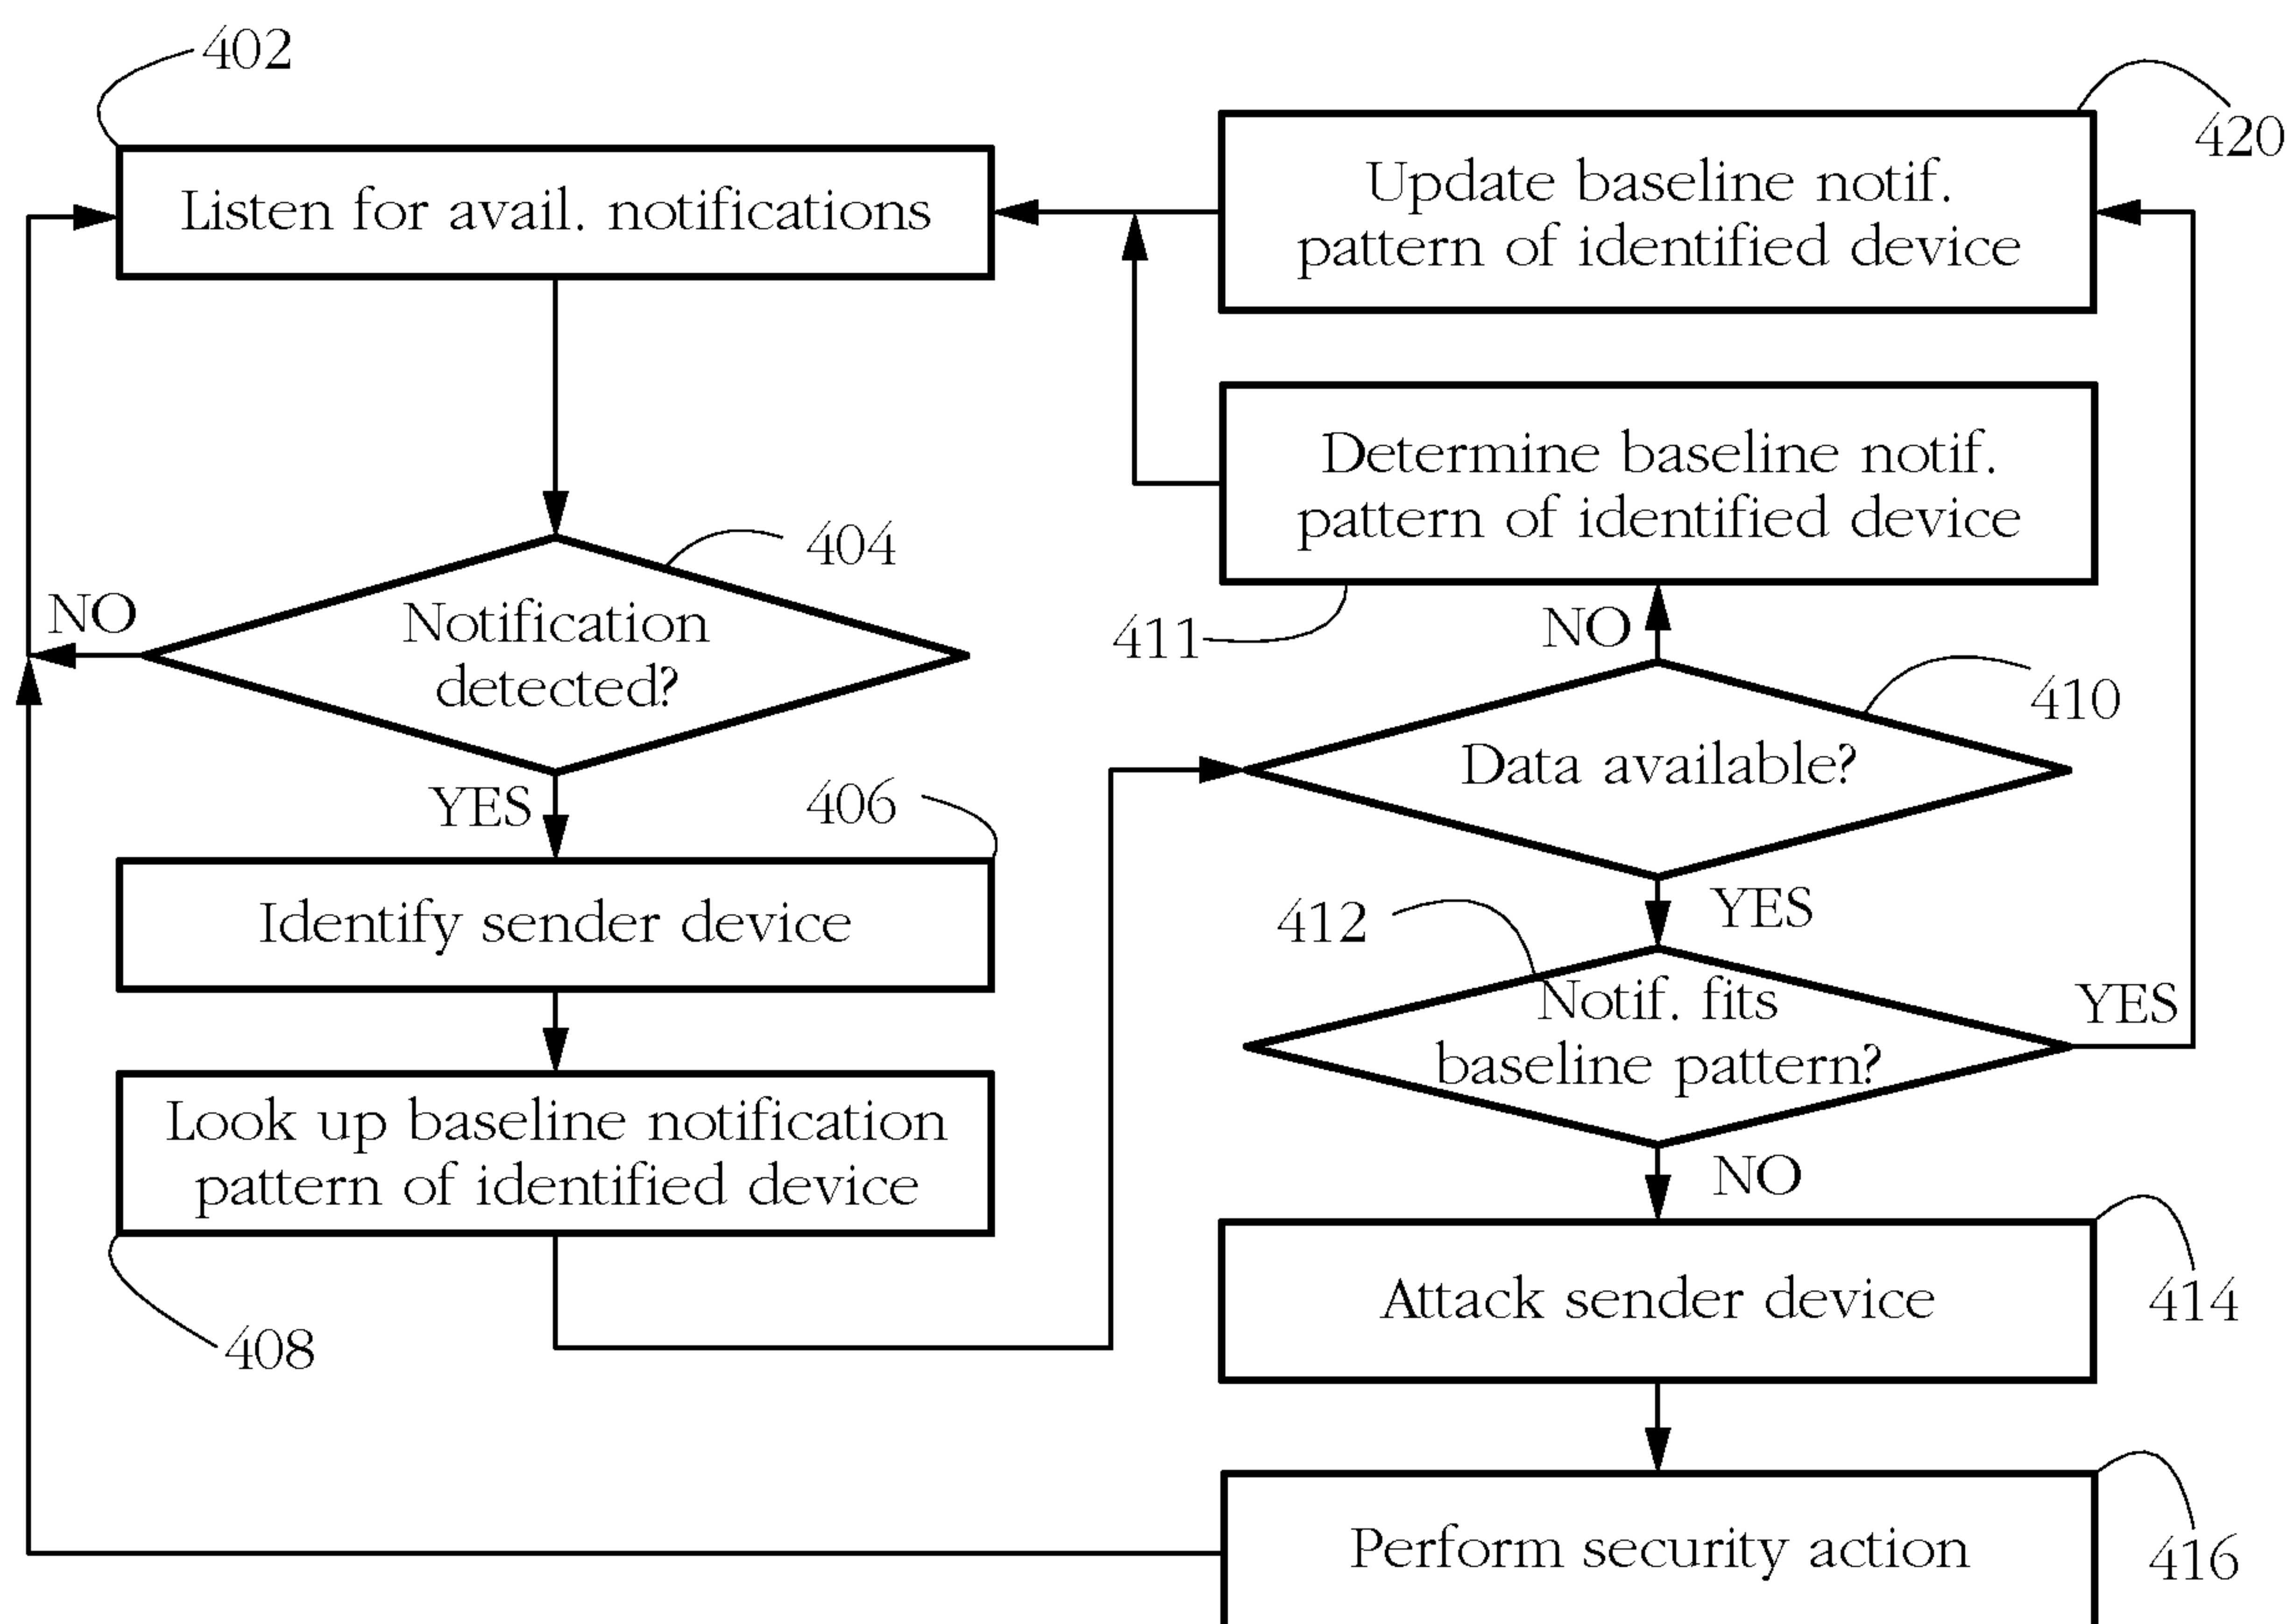 402
Listen for avail. notifications
404
Notification
detected?
NO
YES
406
Identify sender device
Look up baseline notification
pattern of identified device
408
420
Update baseline notif.
pattern of identified device
Determine baseline notif.
pattern of identified device
411
NO
410
Data available?
YES
412
Notif. fits
baseline pattern?
YES
NO
Attack sender device
414
Perform security action
416